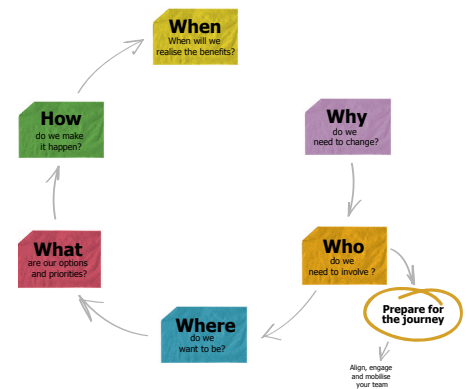 When
When will we
realise the benefits?
How
do we make
it happen?
Why
do we
need to change?
What
are our options
and priorities?
Who
do we
need to involve ?
Where
do we
want to be?
Prepare for
the journey
Align, engage
and mobilise
your team